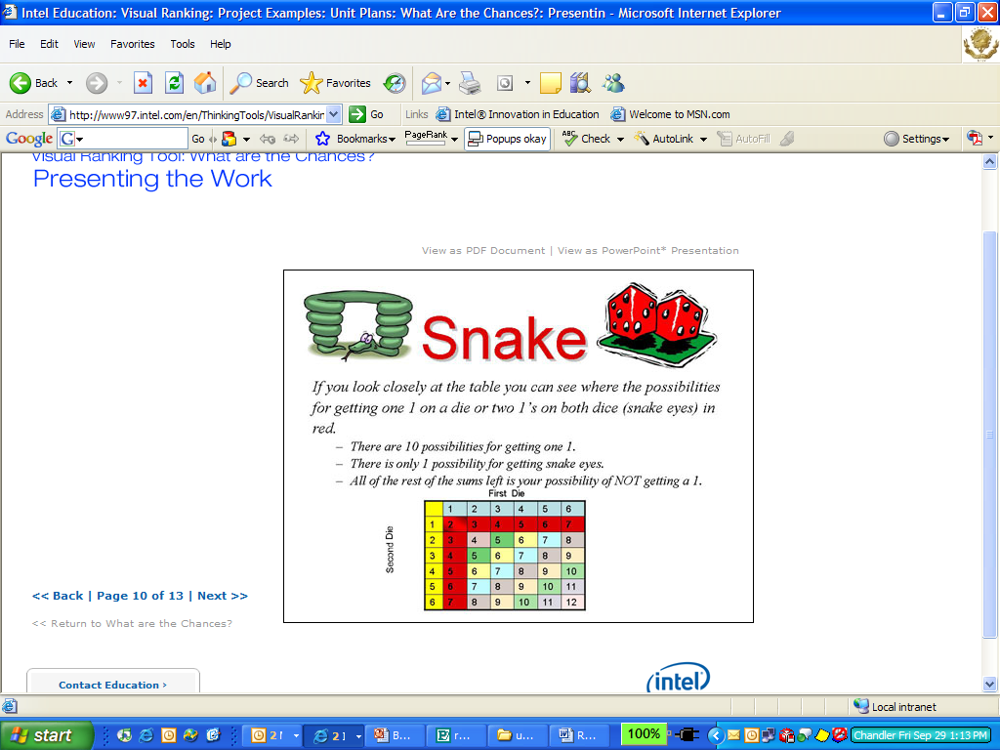 Intel Education: Visual Ranking: Project Examples: Unit Plans: What Are the Chances?: Presentin - Microsoft Internet Explorer
File Edit View Favorites Tools Help
Back Search Favorites
Address http://www97.intel.com/en/ThinkingTools/VisualRankin Go Links Intel® Innovation in Education Welcome to MSN.com
Google G Go Bookmarks PageRank Popups okay ABC Check AutoLink AutoFill Settings
Visual Ranking Tool: What are the Chances?
Presenting the Work
View as PDF Document | View as PowerPoint* Presentation
Snake
If you look closely at the table you can see where the possibilities
for getting one 1 on a die or two 1's on both dice (snake eyes) in
red.
– There are 10 possibilities for getting one 1.
– There is only 1 possibility for getting snake eyes.
– All of the rest of the sums left is your possibility of NOT getting a 1.
First Die
Second Die
1 2 3 4 5 6
1 2 3 4 5 6 7
2 3 4 5 6 7 8
3 4 5 6 7 8 9
4 5 6 7 8 9 10
5 6 7 8 9 10 11
6 7 8 9 10 11 12
<< Back | Page 10 of 13 | Next >>
<< Return to What are the Chances?
Contact Education ›
intel
Local intranet
start 2 2 B... r... u... R... 100% Chandler Fri Sep 29 1:13 PM